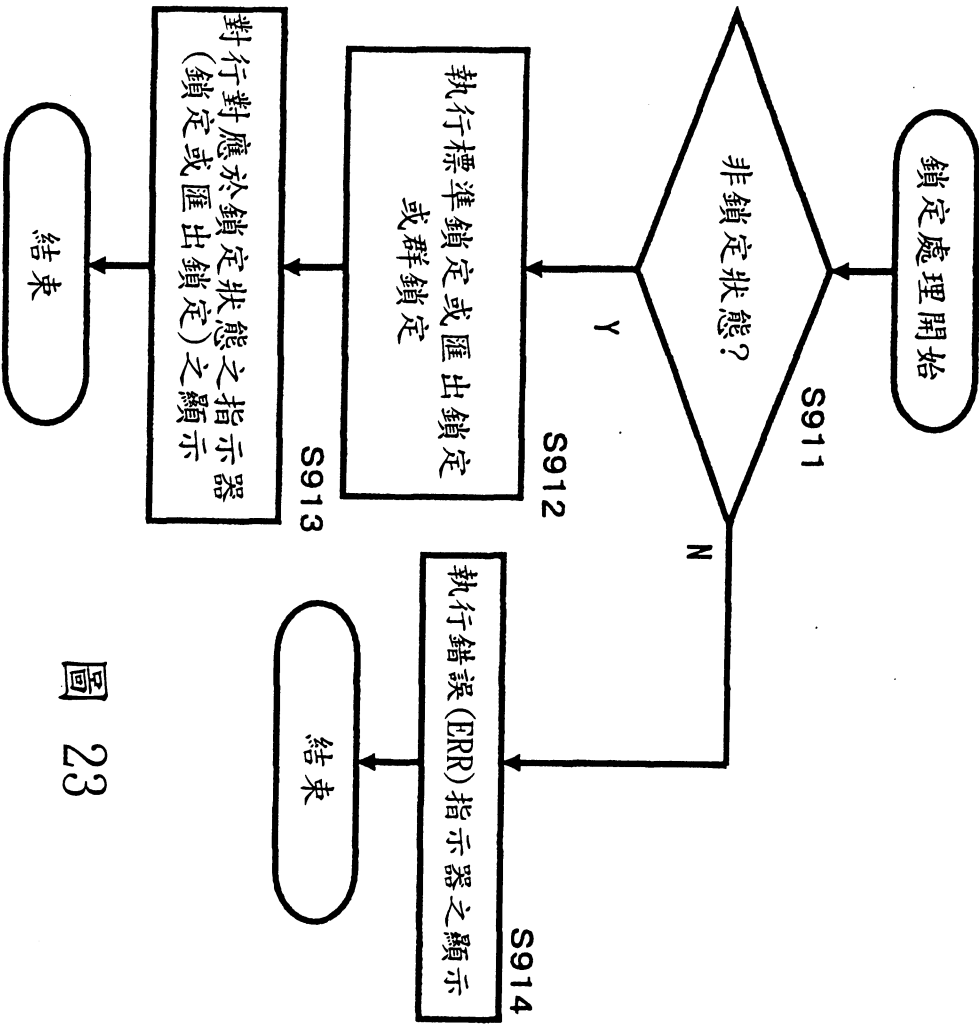 鎖定處理開始
S911
非鎖定狀態?
Y
N
S912
執行標準鎖定或匯出鎖定
或群鎖定
S913
對行對應於鎖定狀態之指示器
(鎖定或匯出鎖定)之顯示
結束
S914
執行錯誤(ERR)指示器之顯示
結束
圖 23